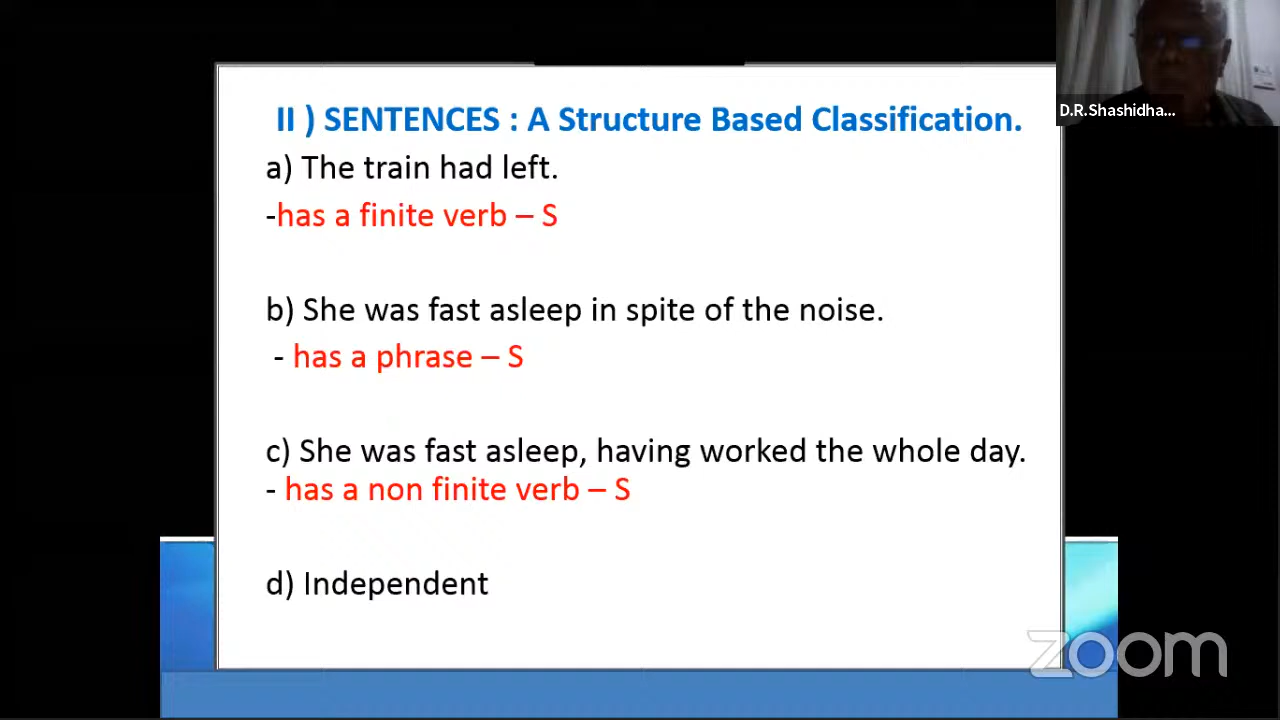 II ) SENTENCES : A Structure Based Classification.
a) The train had left.
-has a finite verb – S
b) She was fast asleep in spite of the noise.
- has a phrase – S
c) She was fast asleep, having worked the whole day.
- has a non finite verb – S
d) Independent
D.R.Shashidha...
zoom